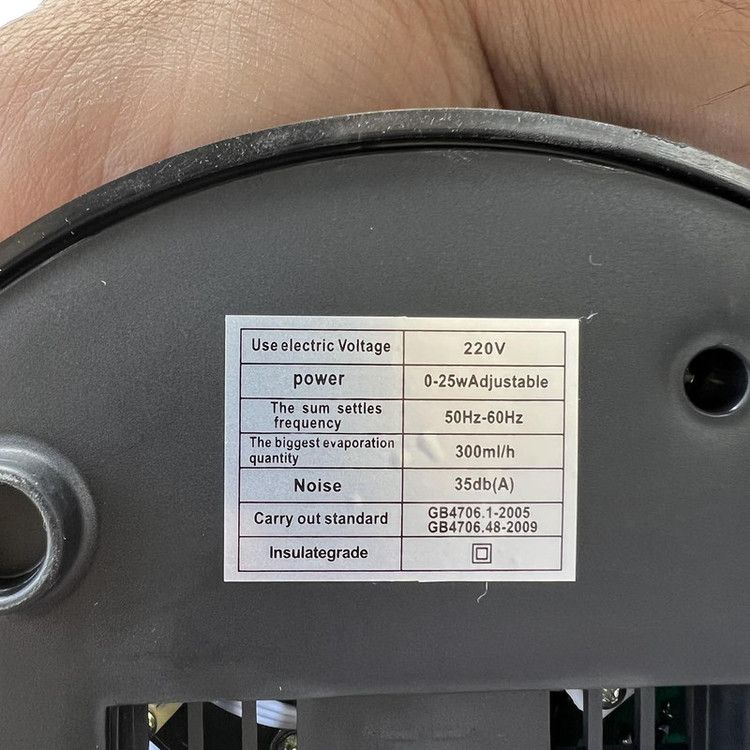 Use electric Voltage 220V
power 0-25wAdjustable
The sum settles
frequency 50Hz-60Hz
The biggest evaporation
quantity 300ml/h
Noise 35db(A)
Carry out standard GB4706.1-2005
GB4706.48-2009
Insulategrade